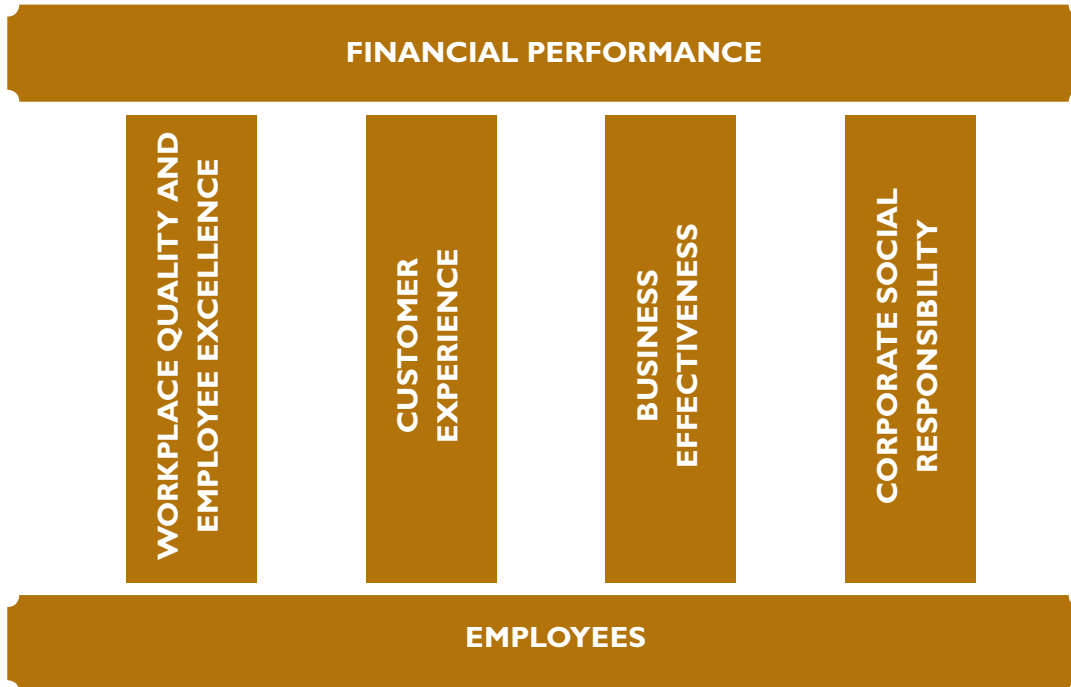 FINANCIAL PERFORMANCE
WORKPLACE QUALITY AND
EMPLOYEE EXCELLENCE
CUSTOMER
EXPERIENCE
BUSINESS
EFFECTIVENESS
CORPORATE SOCIAL
RESPONSIBILITY
EMPLOYEES